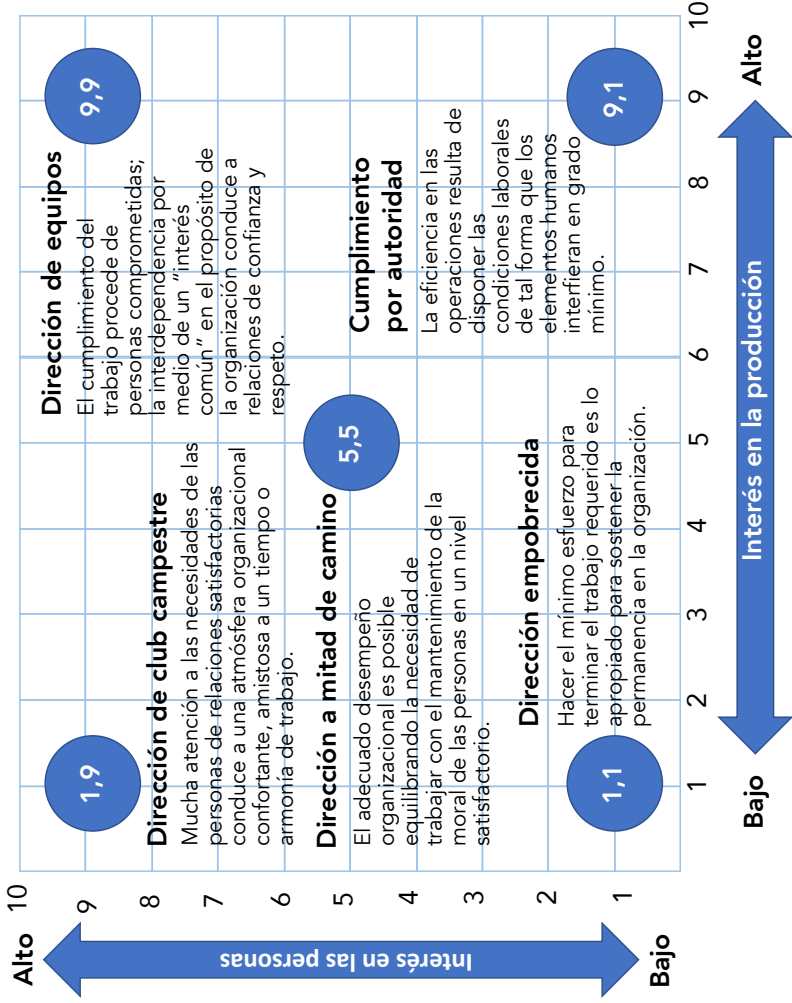 Alto
Interés en las personas
Bajo
10
9
8
7
6
5
4
3
2
1
1,9
Dirección de club campestre
Mucha atención a las necesidades de las
personas de relaciones satisfactorias
conduce a una atmósfera organizacional
confortante, amistosa a un tiempo o
armonía de trabajo.
9,9
Dirección de equipos
El cumplimiento del
trabajo procede de
personas comprometidas;
la interdependencia por
medio de un "interés
común" en el propósito de
la organización conduce a
relaciones de confianza y
respeto.
5,5
Dirección a mitad de camino
El adecuado desempeño
organizacional es posible
equilibrando la necesidad de
trabajar con el mantenimiento de la
moral de las personas en un nivel
satisfactorio.
1,1
Dirección empobrecida
Hacer el mínimo esfuerzo para
terminar el trabajo requerido es lo
apropiado para sostener la
permanencia en la organización.
9,1
Cumplimiento
por autoridad
La eficiencia en las
operaciones resulta de
disponer las
condiciones laborales
de tal forma que los
elementos humanos
interfieran en grado
mínimo.
1
2
3
4
5
6
7
8
9
10
Bajo
Interés en la producción
Alto